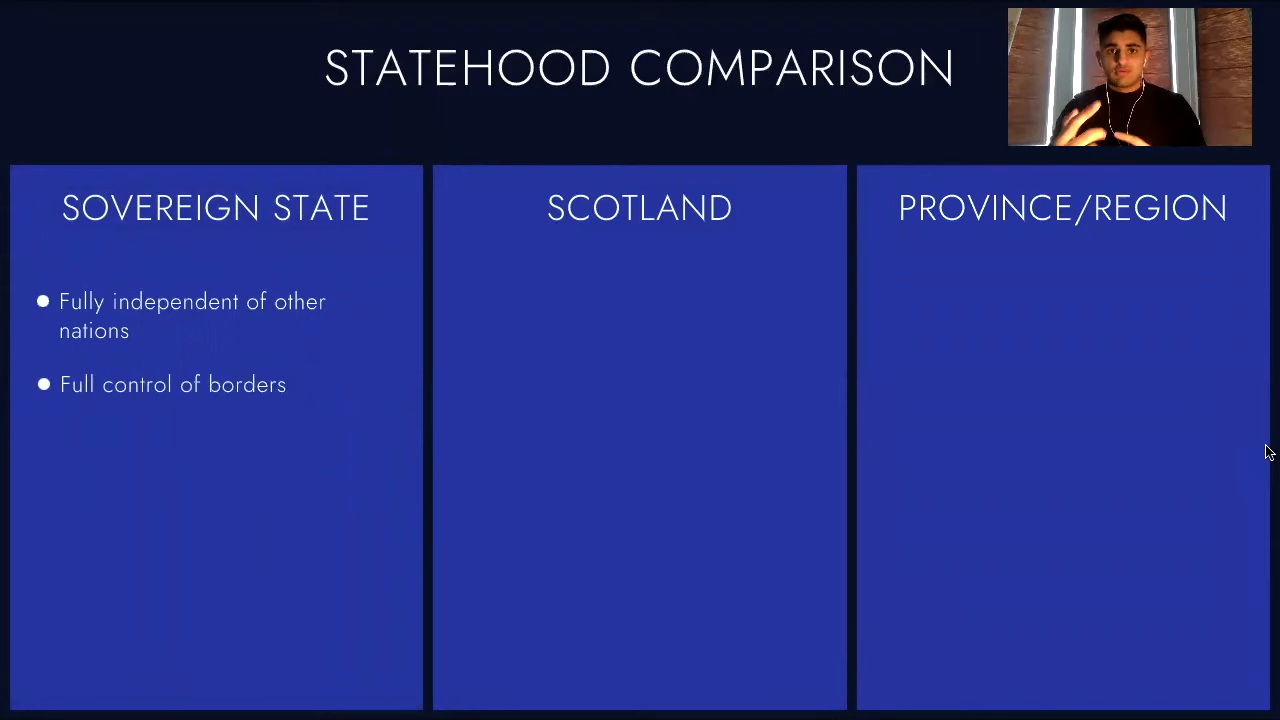 STATEHOOD COMPARISON
SOVEREIGN STATE
Fully independent of other
nations
Full control of borders
SCOTLAND
PROVINCE/REGION